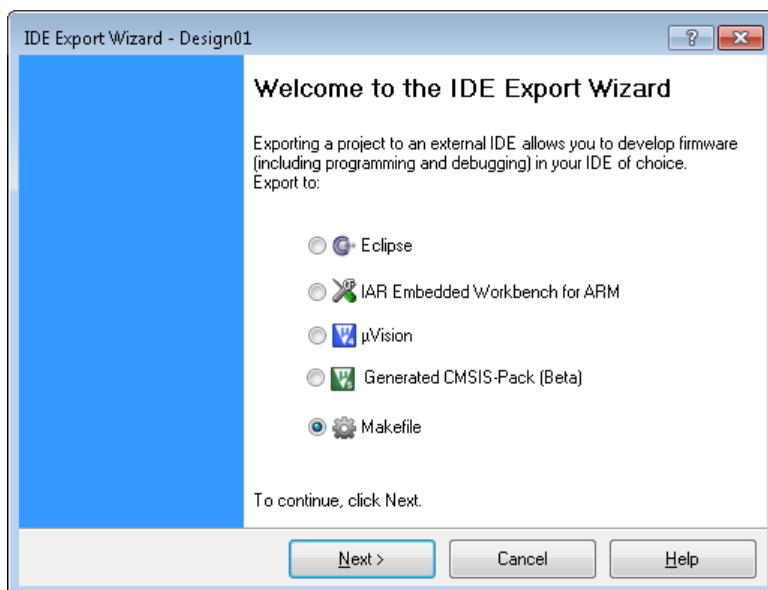 IDE Export Wizard - Design01
?
Welcome to the IDE Export Wizard
Exporting a project to an external IDE allows you to develop firmware
(including programming and debugging) in your IDE of choice.
Export to:
Eclipse
IAR Embedded Workbench for ARM
µVision
Generated CMSIS-Pack (Beta)
Makefile
To continue, click Next.
Next >
Cancel
Help